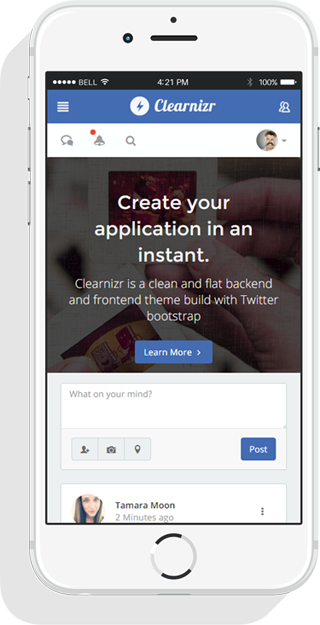 BELL 4:21 PM 100%
Clearnizr
Create your
application in an
instant.
Clearnizr is a clean and flat backend
and frontend theme build with Twitter
bootstrap
Learn More
What on your mind?
Post
Tamara Moon
2 Minutes ago